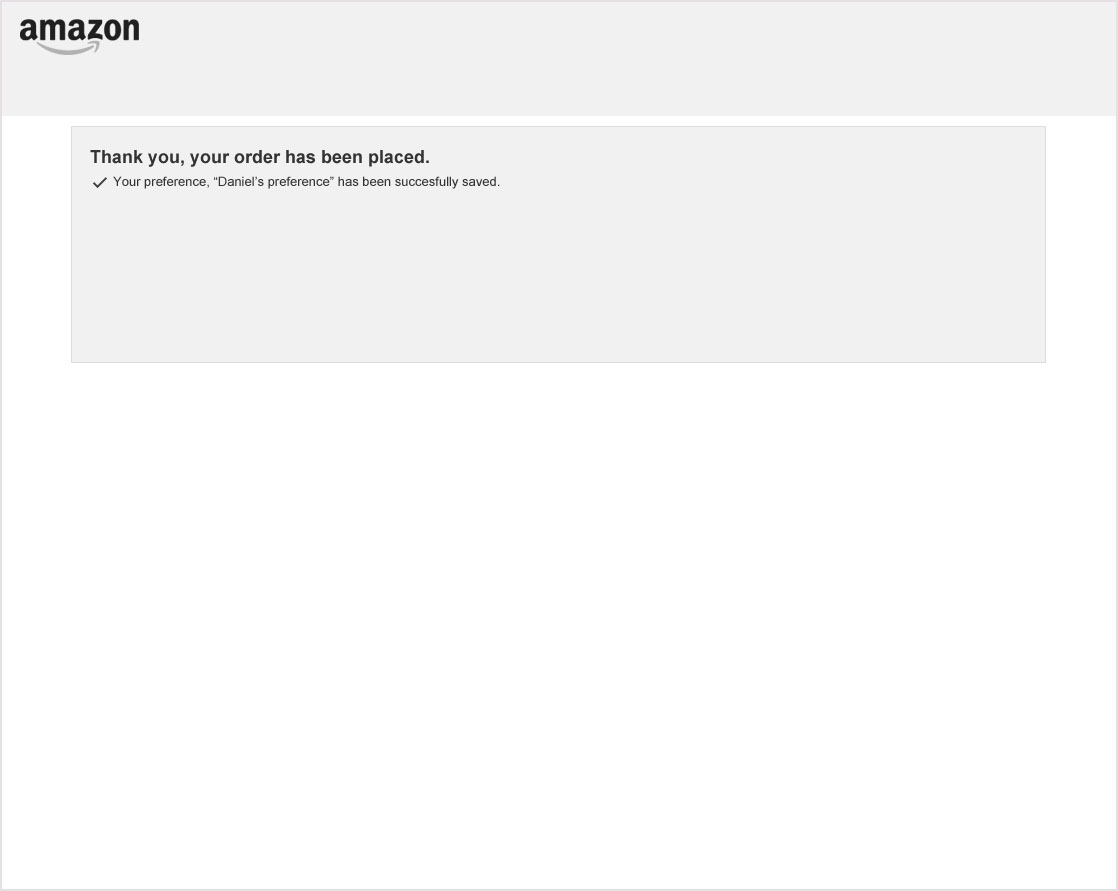 amazon
Thank you, your order has been placed.
Your preference, “Daniel’s preference” has been succesfully saved.